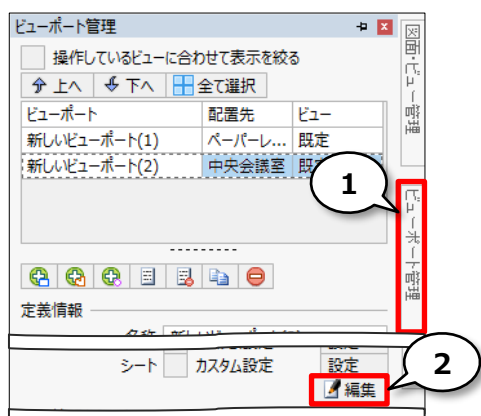 ビューポート管理
操作しているビューに合わせて表示を絞る
上へ 下へ 全て選択
ビューポート 配置先 ビュー
新しいビューポート(1) ペーパーレ... 既定
新しいビューポート(2) 中央会議室
定義情報
シート カスタム設定 設定
編集
図面・ビュー管理
ビューポート管理
1
2